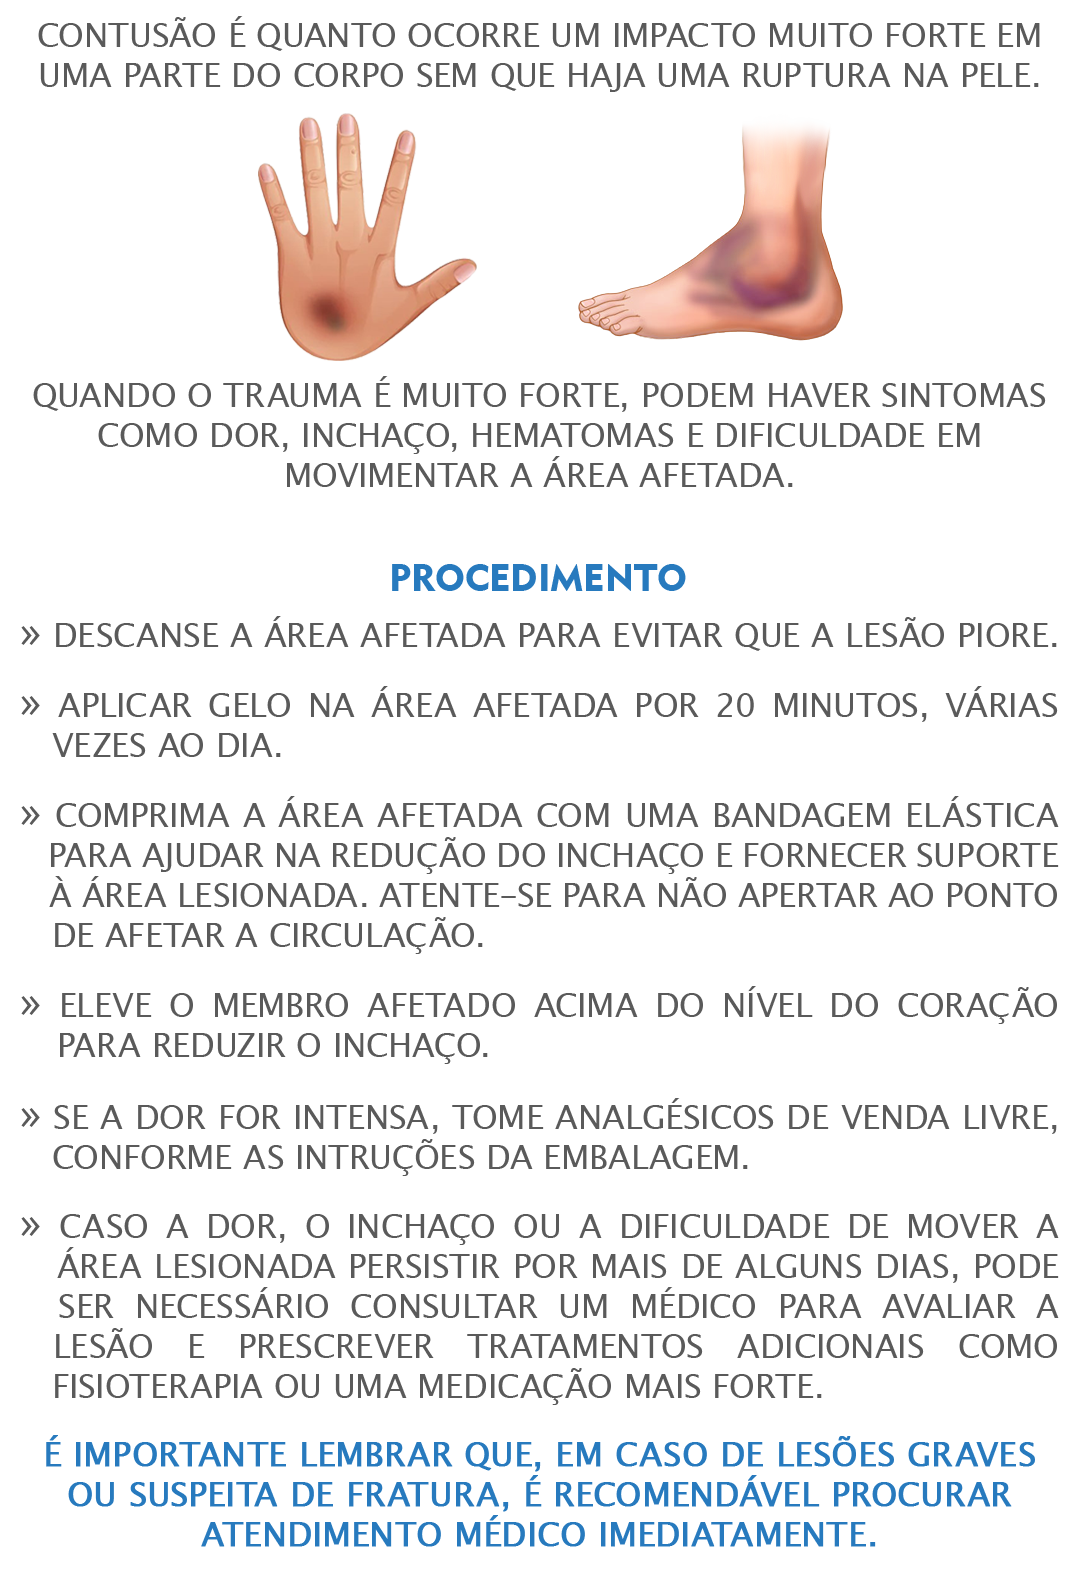 CONTUSÃO É QUANTO OCORRE UM IMPACTO MUITO FORTE EM
UMA PARTE DO CORPO SEM QUE HAJA UMA RUPTURA NA PELE.
QUANDO O TRAUMA É MUITO FORTE, PODEM HAVER SINTOMAS
COMO DOR, INCHAÇO, HEMATOMAS E DIFICULDADE EM
MOVIMENTAR A ÁREA AFETADA.
PROCEDIMENTO
» DESCANSE A ÁREA AFETADA PARA EVITAR QUE A LESÃO PIORE.
» APLICAR GELO NA ÁREA AFETADA POR 20 MINUTOS, VÁRIAS
VEZES AO DIA.
» COMPRIMA A ÁREA AFETADA COM UMA BANDAGEM ELÁSTICA
PARA AJUDAR NA REDUÇÃO DO INCHAÇO E FORNECER SUPORTE
À ÁREA LESIONADA. ATENTE-SE PARA NÃO APERTAR AO PONTO
DE AFETAR A CIRCULAÇÃO.
» ELEVE O MEMBRO AFETADO ACIMA DO NÍVEL DO CORAÇÃO
PARA REDUZIR O INCHAÇO.
» SE A DOR FOR INTENSA, TOME ANALGÉSICOS DE VENDA LIVRE,
CONFORME AS INTRUÇÕES DA EMBALAGEM.
» CASO A DOR, O INCHAÇO OU A DIFICULDADE DE MOVER A
ÁREA LESIONADA PERSISTIR POR MAIS DE ALGUNS DIAS, PODE
SER NECESSÁRIO CONSULTAR UM MÉDICO PARA AVALIAR A
LESÃO E PRESCREVER TRATAMENTOS ADICIONAIS COMO
FISIOTERAPIA OU UMA MEDICAÇÃO MAIS FORTE.
É IMPORTANTE LEMBRAR QUE, EM CASO DE LESÕES GRAVES
OU SUSPEITA DE FRATURA, É RECOMENDÁVEL PROCURAR
ATENDIMENTO MÉDICO IMEDIATAMENTE.